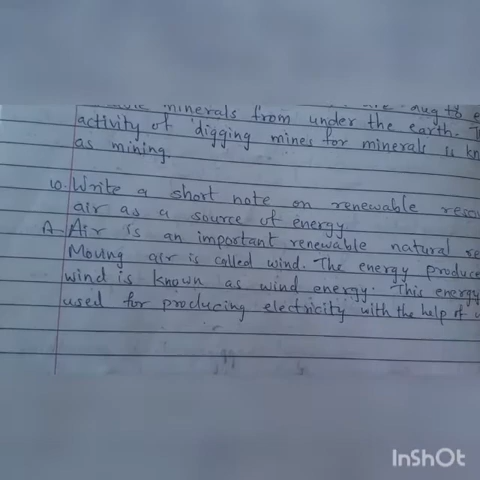 minerals from under the earth.
activity of digging mines for minerals is
as mining.
10. Write a short note on renewable
air as a source of energy
A- Air is an important renewable natural
Moving air is called wind. The energy
wind is known as wind energy. This energy
used for producing electricity with the help of
InShOt